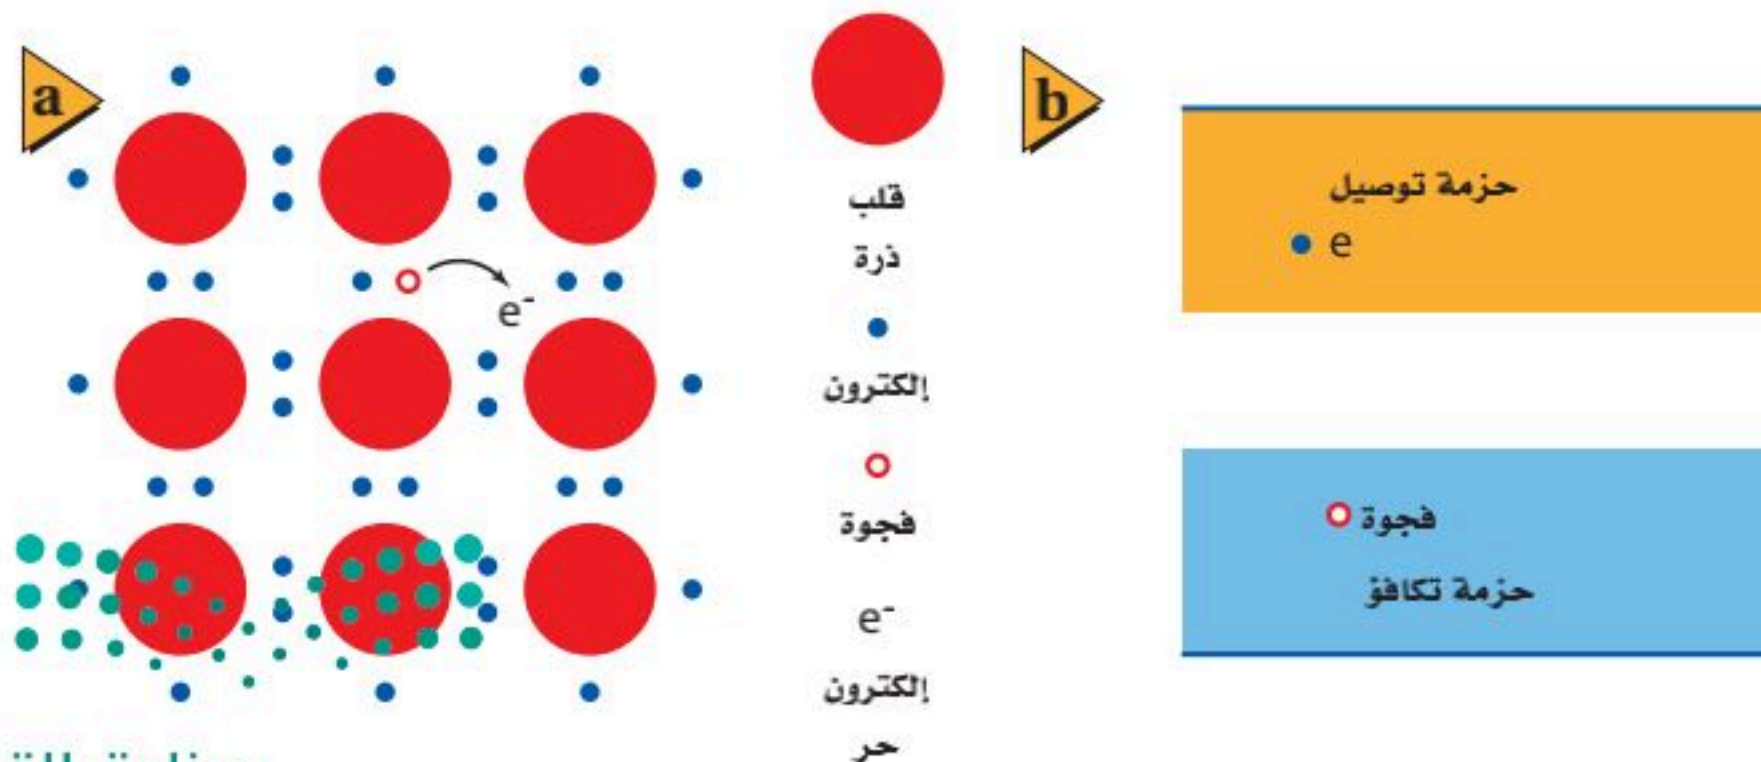 a
e-
قلب
ذرة
إلكترون
فجوة
e-
إلكترون
حر
b
حزمة توصيل
e
فجوة
حزمة تكافؤ